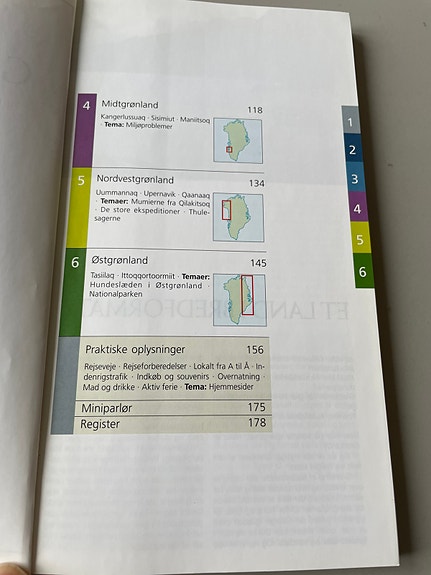 4 Midtgrønland 118
Kangerlussuaq · Sisimiut · Maniitsoq
· Tema: Miljøproblemer
5 Nordvestgrønland 134
Uummannaq · Upernavik · Qaanaaq
· Temaer: Mumierne fra Qilakitsoq
· De store ekspeditioner · Thule-
sagerne
6 Østgrønland 145
Tasiilaq · Ittoqqortoormiit · Temaer:
Hundeslæden i Østgrønland ·
Nationalparken
Praktiske oplysninger 156
Rejseveje · Rejseforberedelser · Lokalt fra A til Å · In-
denrigstrafik · Indkøb og souvenirs · Overnatning ·
Mad og drikke · Aktiv ferie · Tema: Hjemmesider
Miniparlør 175
Register 178
1
2
3
4
5
6